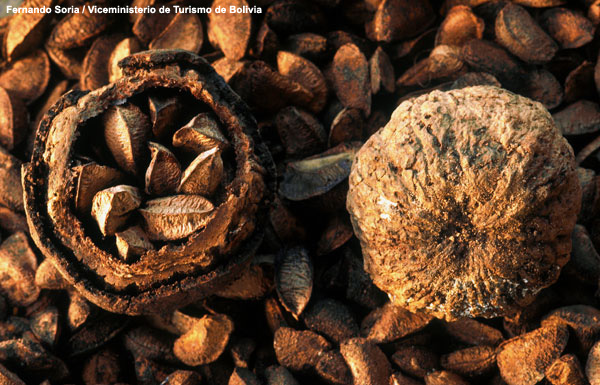 Fernando Soria / Viceministerio de Turismo de Bolivia